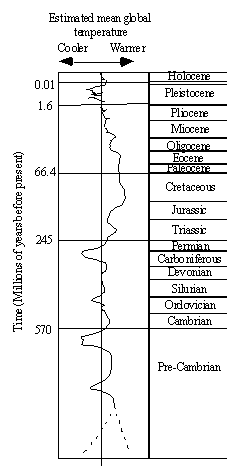 Estimated mean global
temperature
Cooler Warmer
Time (Millions of years before present)
0.01
1.6
66.4
245
570
Holocene
Pleistocene
Pliocene
Miocene
Oligocene
Eocene
Paleocene
Cretaceous
Jurassic
Triassic
Permian
Carboniferous
Devonian
Silurian
Ordovician
Cambrian
Pre-Cambrian